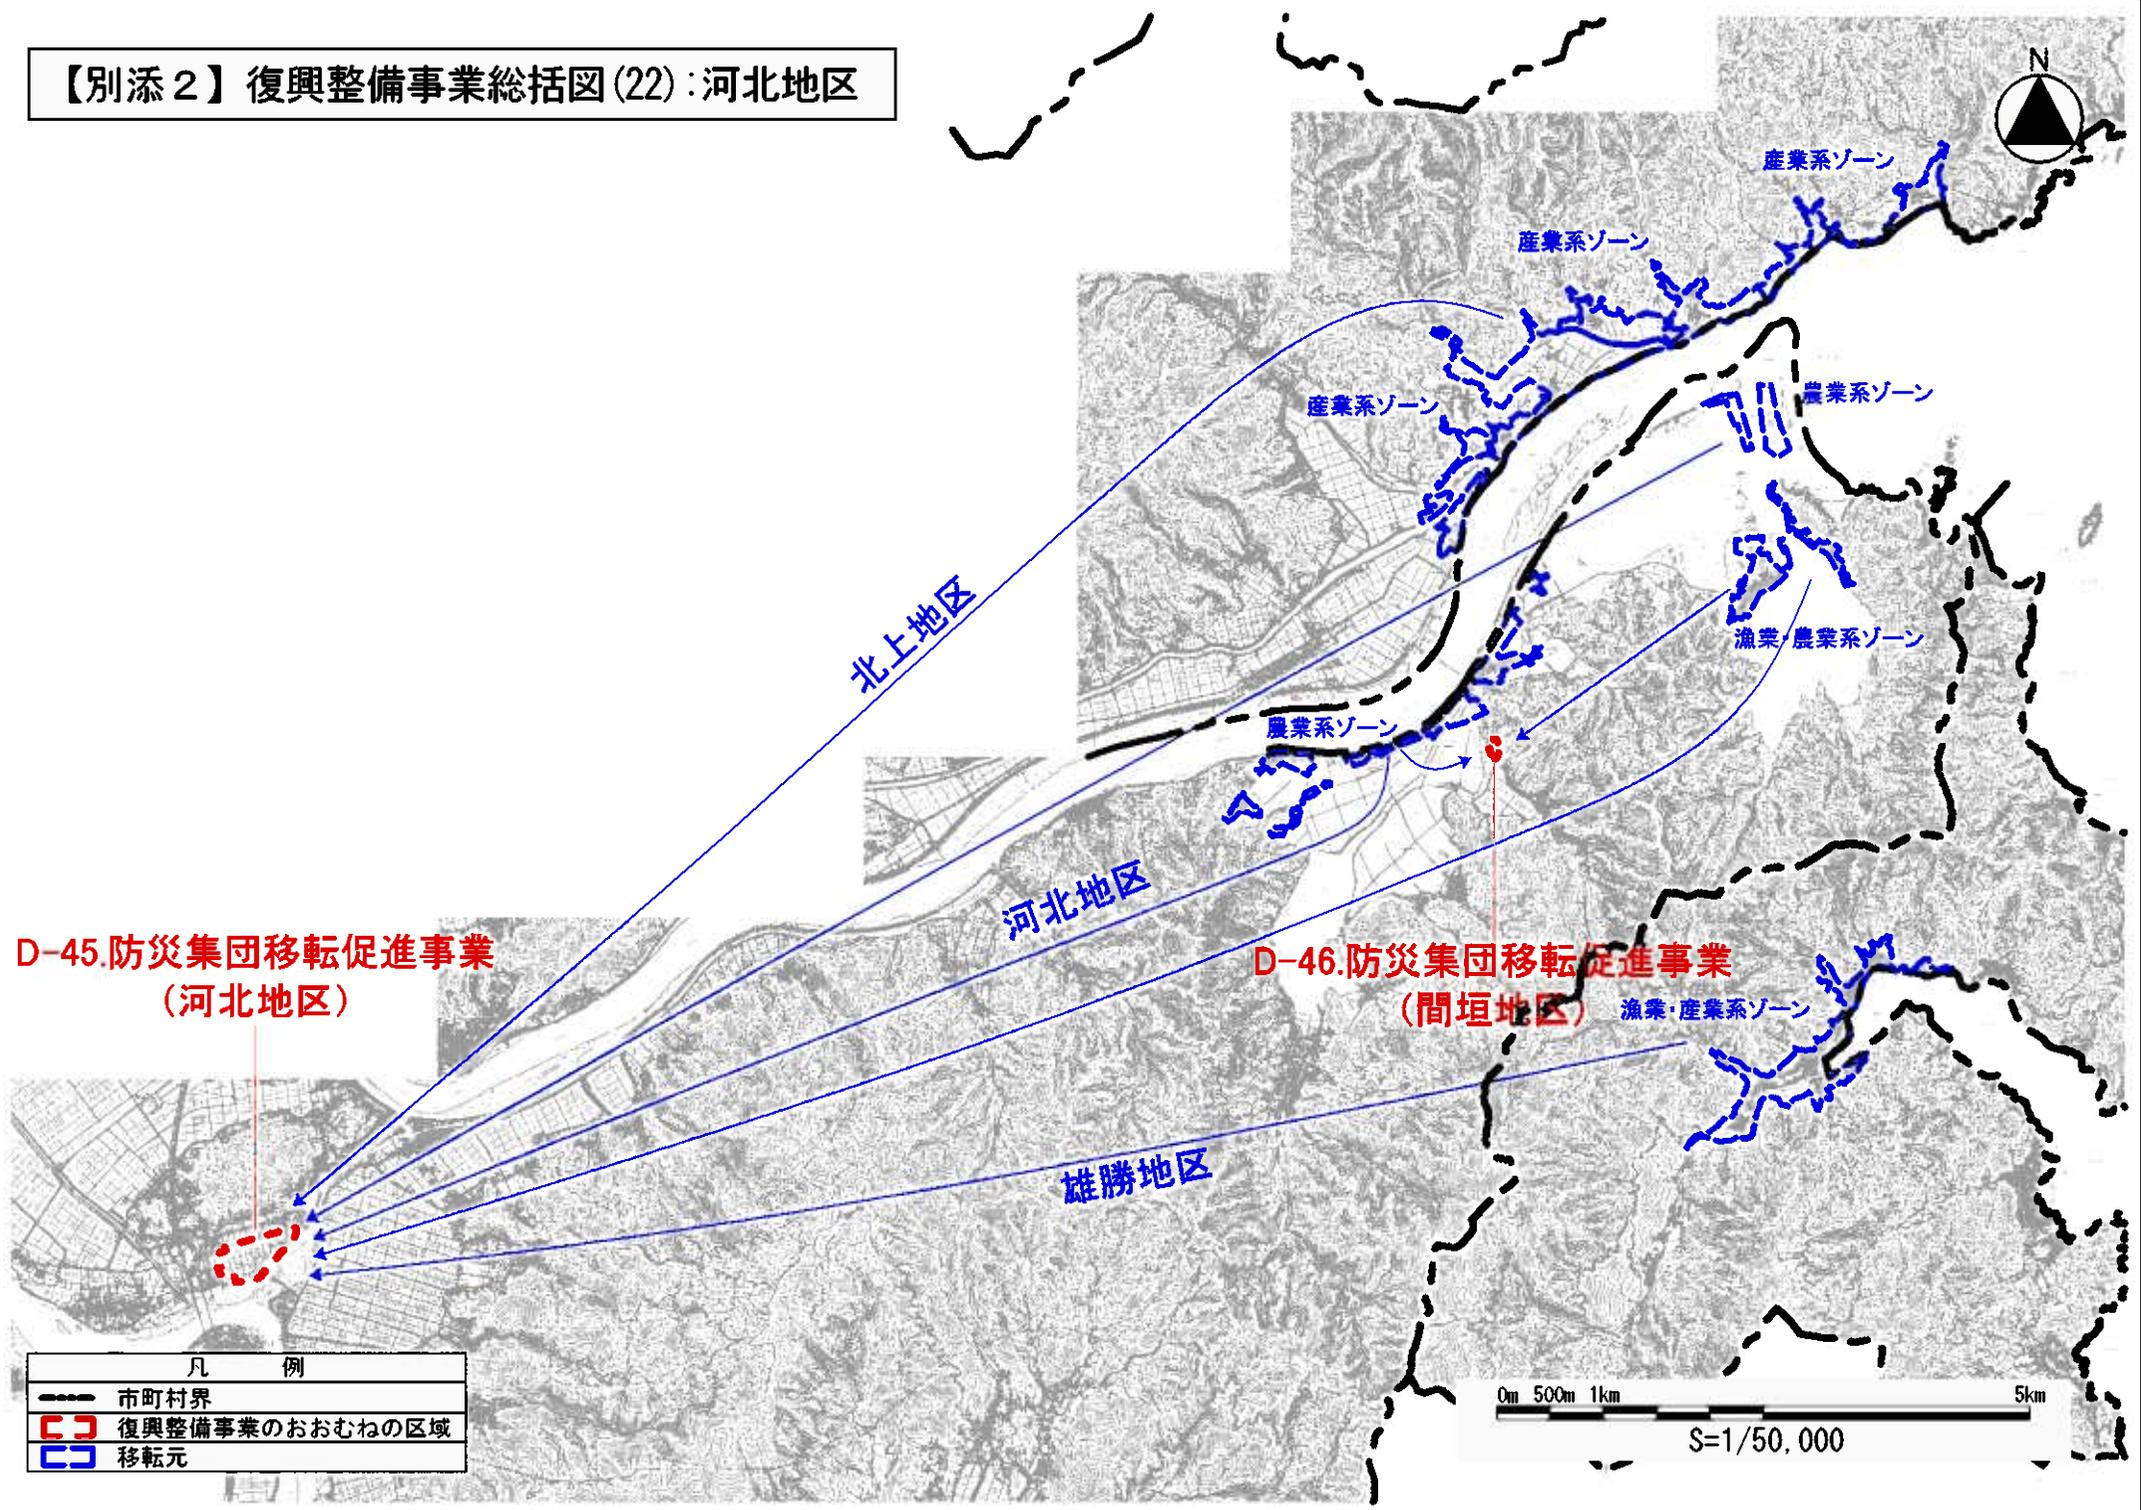 【別添２】復興整備事業総括図(22):河北地区
N
産業系ゾーン
産業系ゾーン
産業系ゾーン
農業系ゾーン
北上地区
漁業・農業系ゾーン
農業系ゾーン
河北地区
D-45.防災集団移転促進事業
(河北地区)
D-46.防災集団移転促進事業
(間垣地区)
漁業・産業系ゾーン
雄勝地区
凡 例
市町村界
復興整備事業のおおむねの区域
移転元
0m 500m 1km 5km
S=1/50,000